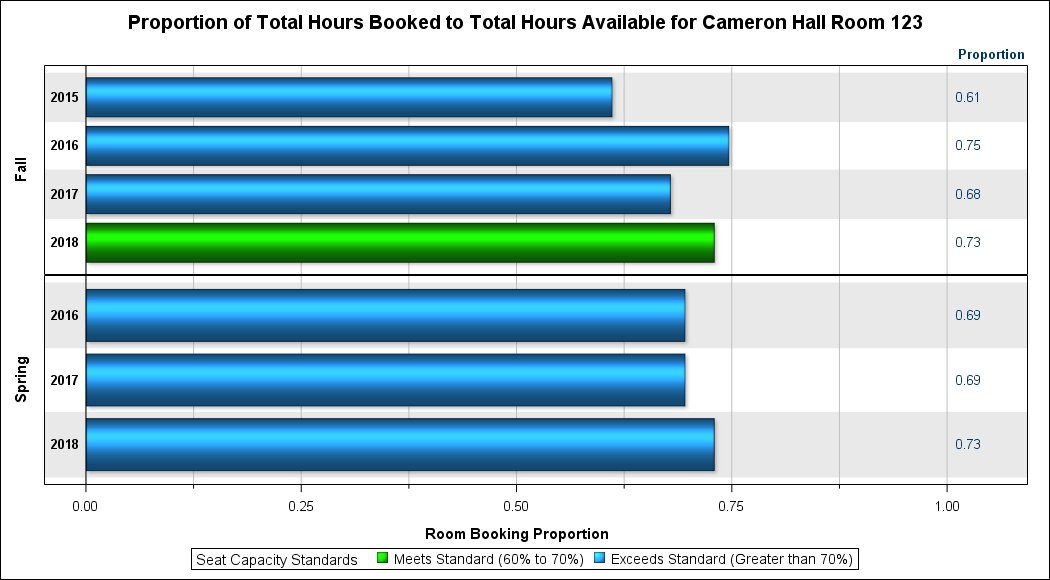 Proportion of Total Hours Booked to Total Hours Available for Cameron Hall Room 123
Proportion
Fall
2015 0.61
2016 0.75
2017 0.68
2018 0.73
Spring
2016 0.69
2017 0.69
2018 0.73
0.00 0.25 0.50 0.75 1.00
Room Booking Proportion
Seat Capacity Standards Meets Standard (60% to 70%) Exceeds Standard (Greater than 70%)